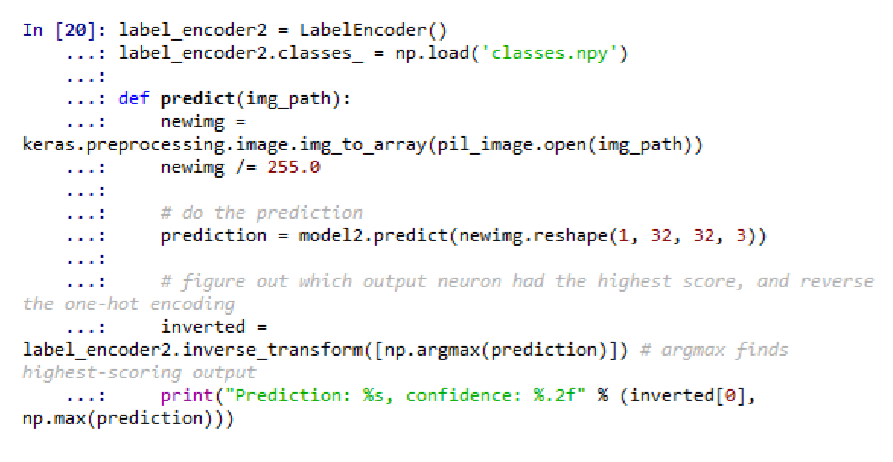 In [20]: label_encoder2 = LabelEncoder()
    ...: label_encoder2.classes_ = np.load('classes.npy')
    ...:
    ...: def predict(img_path):
    ...:     newimg =
keras.preprocessing.image.img_to_array(pil_image.open(img_path))
    ...:     newimg /= 255.0
    ...:
    ...:     # do the prediction
    ...:     prediction = model2.predict(newimg.reshape(1, 32, 32, 3))
    ...:
    ...:     # figure out which output neuron had the highest score, and reverse
the one-hot encoding
    ...:     inverted =
label_encoder2.inverse_transform([np.argmax(prediction)]) # argmax finds
highest-scoring output
    ...:     print("Prediction: %s, confidence: %.2f" % (inverted[0],
np.max(prediction)))